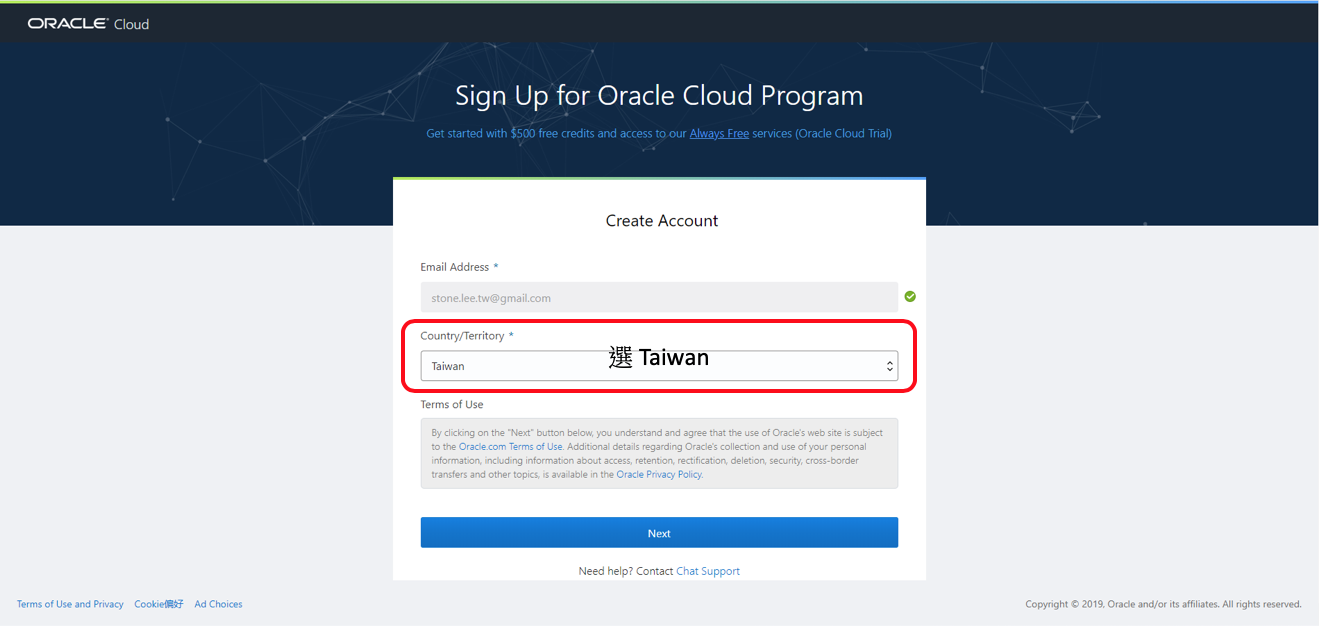 ORACLE® Cloud
Sign Up for Oracle Cloud Program
Get started with $500 free credits and access to our Always Free services (Oracle Cloud Trial)
Create Account
Email Address *
stone.lee.tw@gmail.com
Country/Territory *
選 Taiwan
Taiwan
Terms of Use
By clicking on the "Next" button below, you understand and agree that the use of Oracle's web site is subject
to the Oracle.com Terms of Use. Additional details regarding Oracle's collection and use of your personal
information, including information about access, retention, rectification, deletion, security, cross-border
transfers and other topics, is available in the Oracle Privacy Policy.
Next
Need help? Contact Chat Support
Terms of Use and Privacy Cookie偏好 Ad Choices
Copyright © 2019, Oracle and/or its affiliates. All rights reserved.